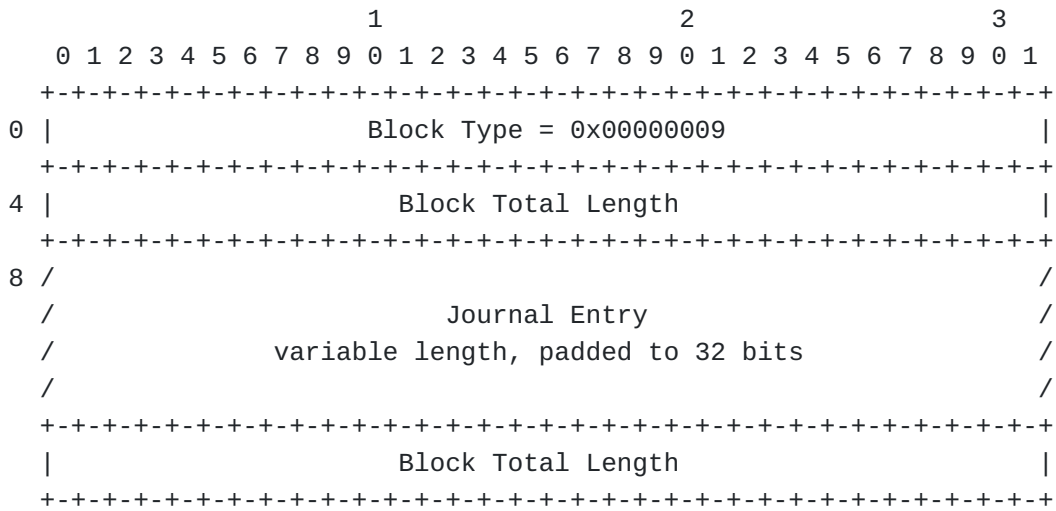 1                   2                   3
    0 1 2 3 4 5 6 7 8 9 0 1 2 3 4 5 6 7 8 9 0 1 2 3 4 5 6 7 8 9 0 1
   +-+-+-+-+-+-+-+-+-+-+-+-+-+-+-+-+-+-+-+-+-+-+-+-+-+-+-+-+-+-+-+-+
 0 |                    Block Type = 0x00000009                    |
   +-+-+-+-+-+-+-+-+-+-+-+-+-+-+-+-+-+-+-+-+-+-+-+-+-+-+-+-+-+-+-+-+
 4 |                      Block Total Length                       |
   +-+-+-+-+-+-+-+-+-+-+-+-+-+-+-+-+-+-+-+-+-+-+-+-+-+-+-+-+-+-+-+-+
 8 /                                                               /
   /                         Journal Entry                         /
   /              variable length, padded to 32 bits               /
   /                                                               /
   +-+-+-+-+-+-+-+-+-+-+-+-+-+-+-+-+-+-+-+-+-+-+-+-+-+-+-+-+-+-+-+-+
   |                      Block Total Length                       |
   +-+-+-+-+-+-+-+-+-+-+-+-+-+-+-+-+-+-+-+-+-+-+-+-+-+-+-+-+-+-+-+-+